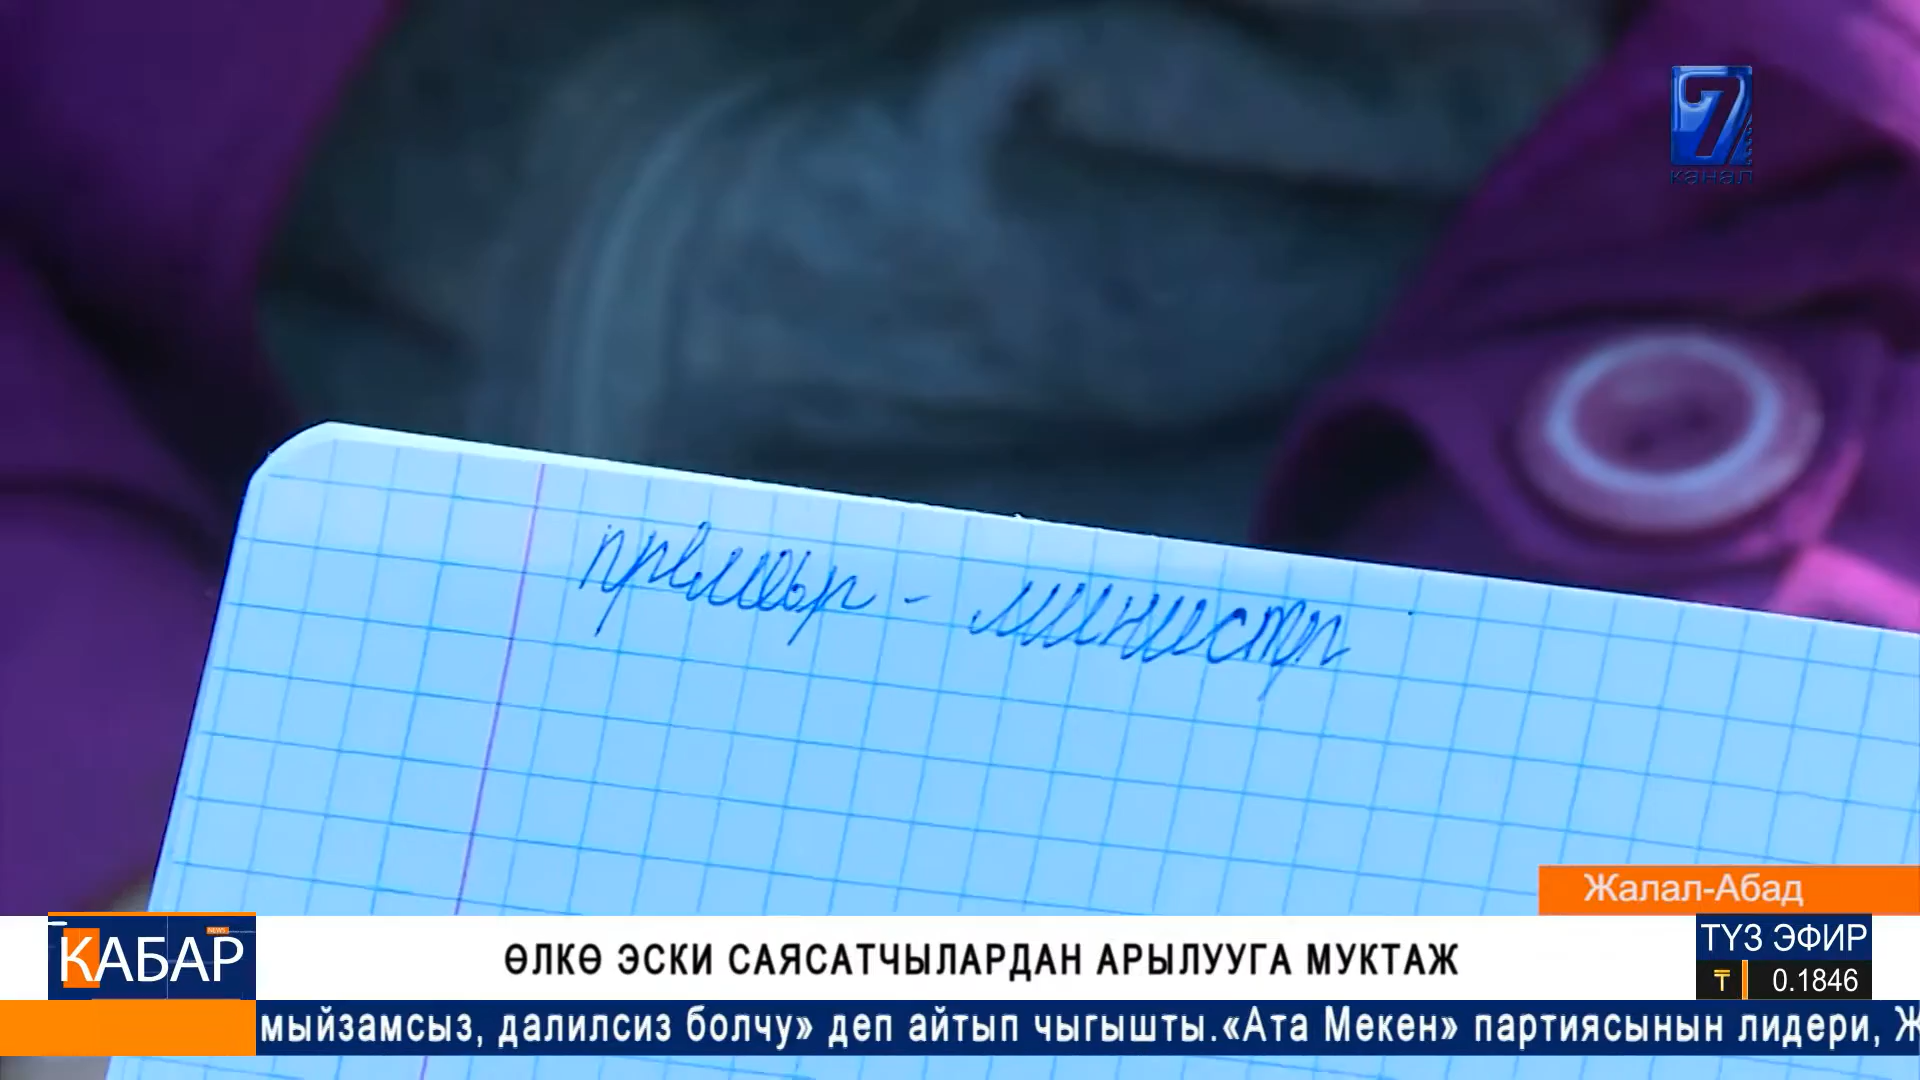 7
канал
премьер - министр
Жалал-Абад
NEWS
КАБАР
ӨЛКӨ ЭСКИ САЯСАТЧЫЛАРДАН АРЫЛУУГА МУКТАЖ
ТҮЗ ЭФИР
₸ 0.1846
мыйзамсыз, далилсиз болчу» деп айтып чыгышты.«Ата Мекен» партиясынын лидери, Ж